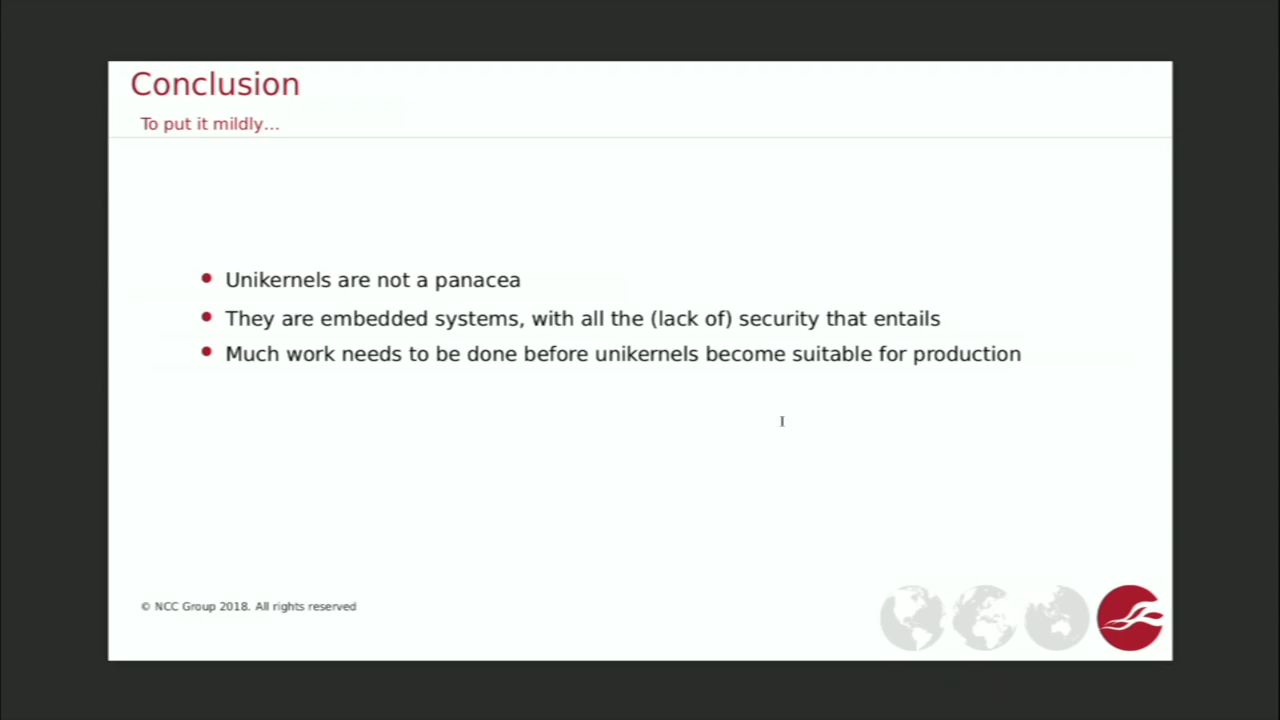 Conclusion
To put it mildly...
Unikernels are not a panacea
They are embedded systems, with all the (lack of) security that entails
Much work needs to be done before unikernels become suitable for production
© NCC Group 2018. All rights reserved